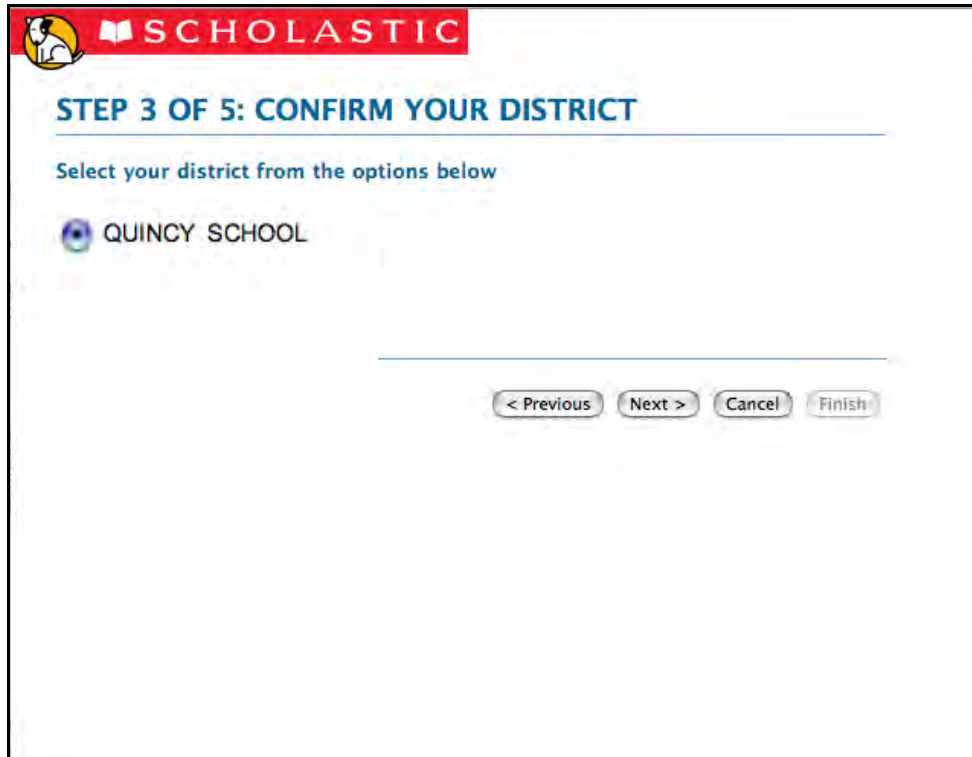 SCHOLASTIC
STEP 3 OF 5: CONFIRM YOUR DISTRICT
Select your district from the options below
QUINCY SCHOOL
< Previous Next > Cancel Finish